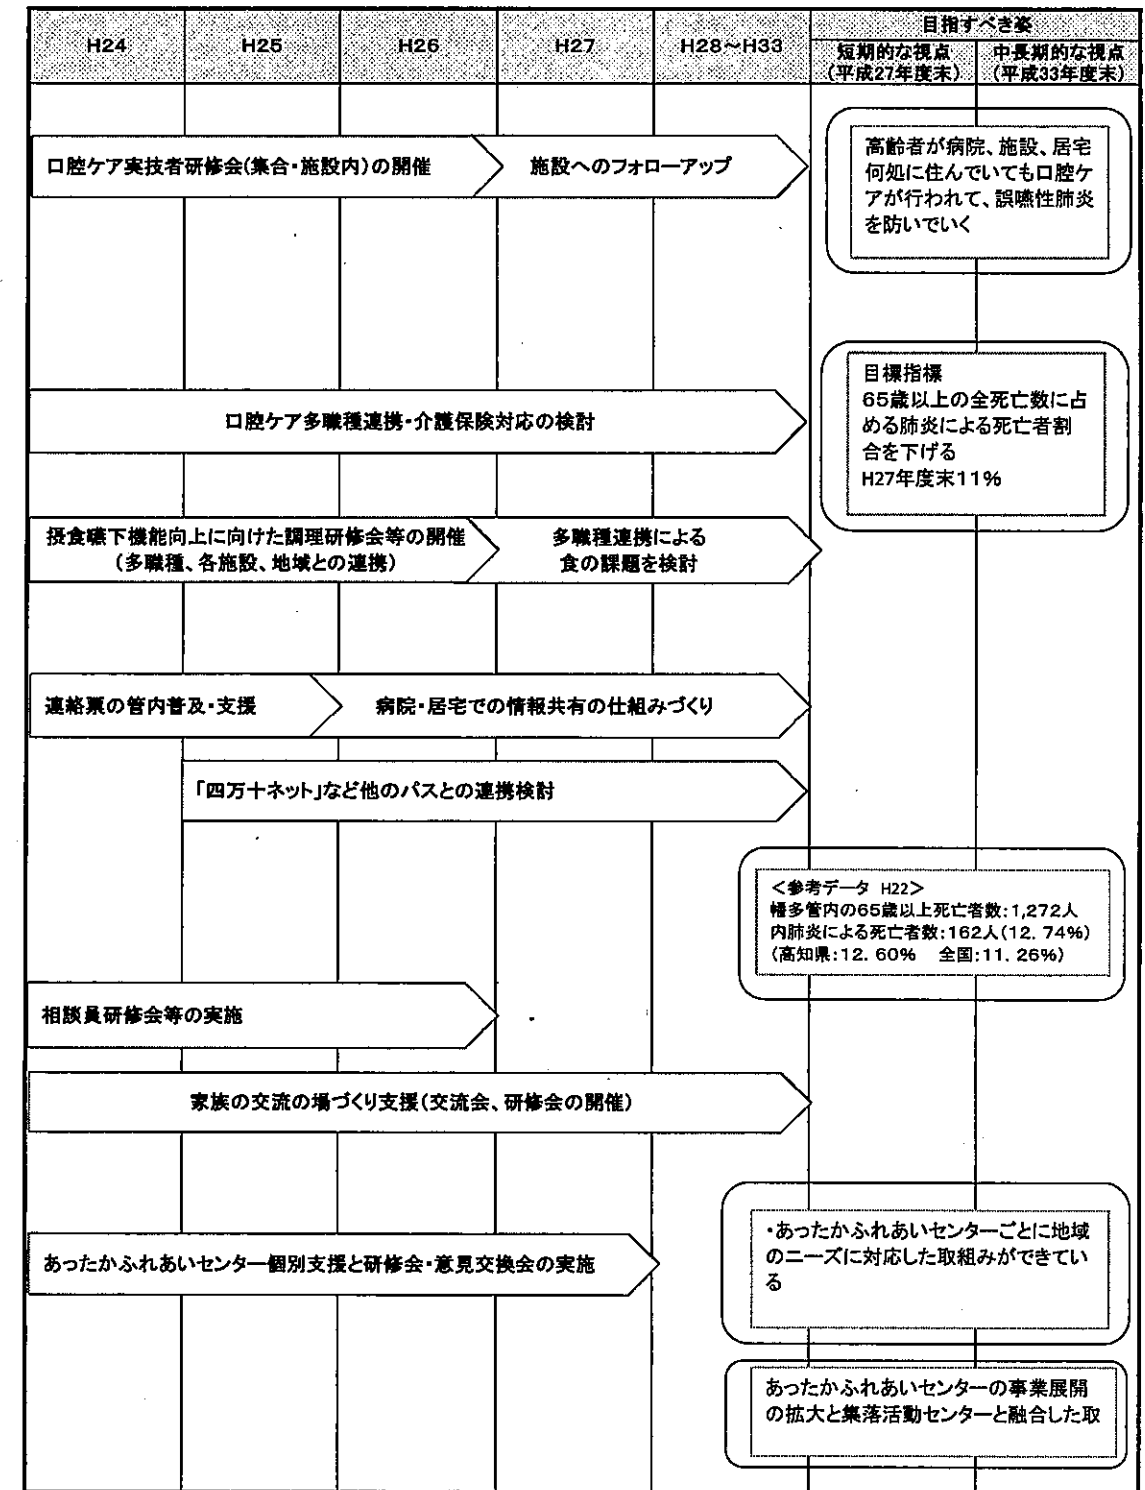 H24
H25
H26
H27
H28～H33
目指すべき姿
短期的な視点
(平成27年度末)
中長期的な視点
(平成33年度末)
口腔ケア実技者研修会(集合・施設内)の開催
施設へのフォローアップ
高齢者が病院、施設、居宅
何処に住んでいても口腔ケ
アが行われて、誤嚥性肺炎
を防いでいく
口腔ケア多職種連携・介護保険対応の検討
目標指標
65歳以上の全死亡数に占
める肺炎による死亡者割
合を下げる
H27年度末11％
摂食嚥下機能向上に向けた調理研修会等の開催
(多職種、各施設、地域との連携)
多職種連携による
食の課題を検討
連絡票の管内普及・支援
病院・居宅での情報共有の仕組みづくり
「四万十ネット」など他のパスとの連携検討
＜参考データ H22＞
幡多管内の65歳以上死亡者数:1,272人
内肺炎による死亡者数:162人(12．74％)
(高知県:12．60％ 全国:11．26％)
相談員研修会等の実施
家族の交流の場づくり支援(交流会、研修会の開催)
あったかふれあいセンター個別支援と研修会・意見交換会の実施
・あったかふれあいセンターごとに地域
のニーズに対応した取組みができてい
る
あったかふれあいセンターの事業展開
の拡大と集落活動センターと融合した取